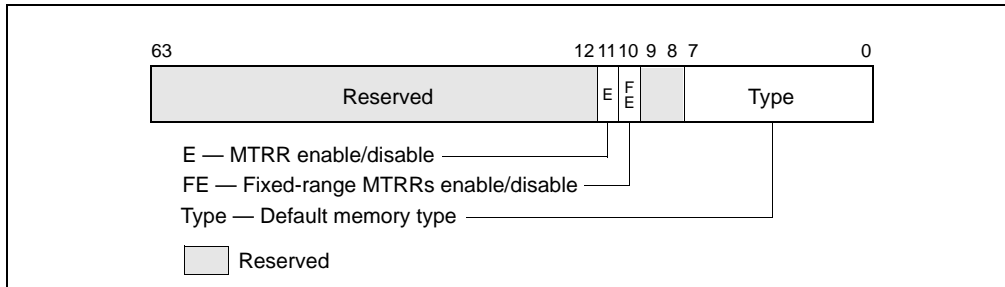 63 12 11 10 9 8 7 0
Reserved E FE Type
E — MTRR enable/disable
FE — Fixed-range MTRRs enable/disable
Type — Default memory type
Reserved